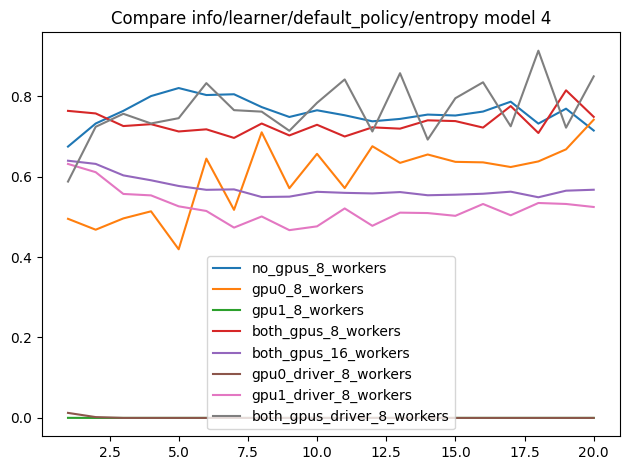 Compare info/learner/default_policy/entropy model 4
0.8
0.6
0.4
0.2
0.0
no_gpus_8_workers
gpu0_8_workers
gpu1_8_workers
both_gpus_8_workers
both_gpus_16_workers
gpu0_driver_8_workers
gpu1_driver_8_workers
both_gpus_driver_8_workers
2.5 5.0 7.5 10.0 12.5 15.0 17.5 20.0